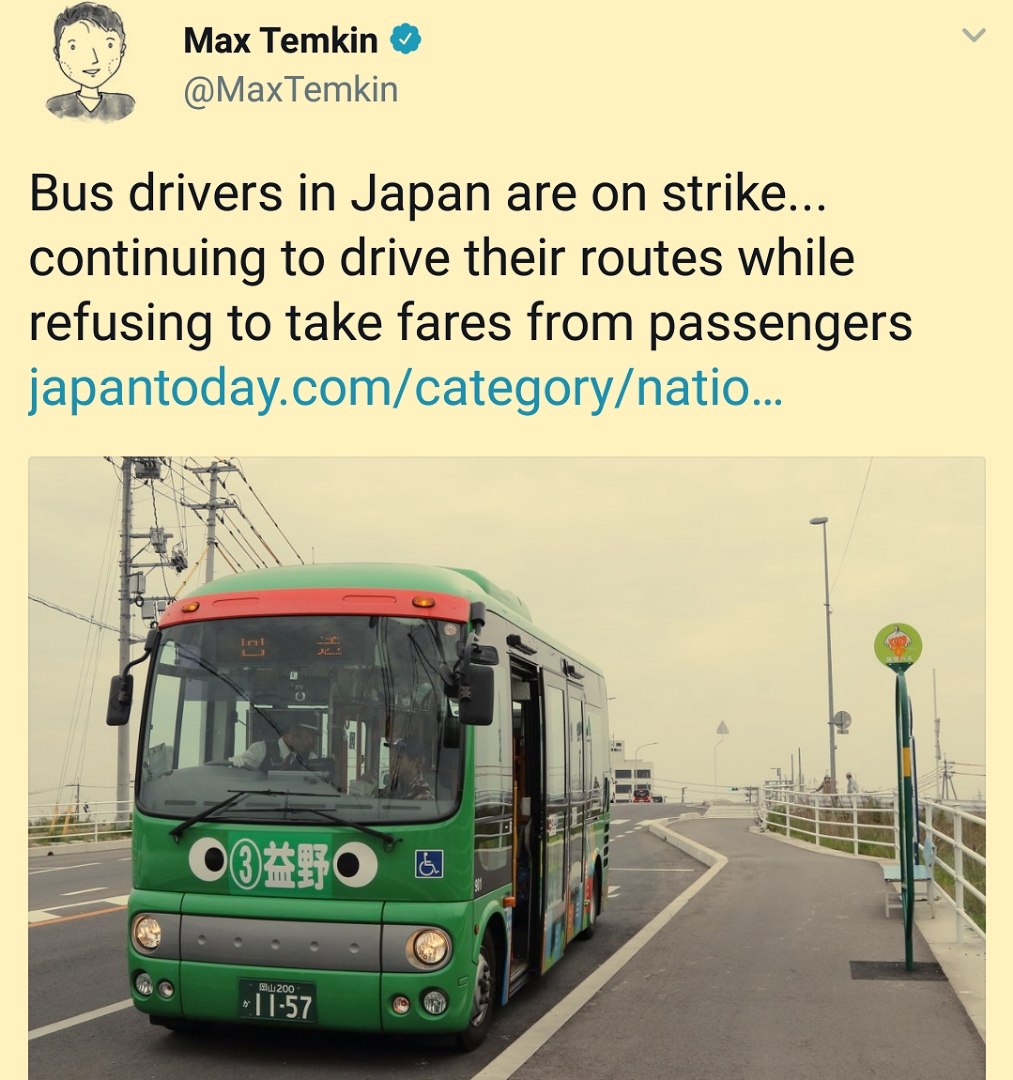 Max Temkin
@MaxTemkin
Bus drivers in Japan are on strike...
continuing to drive their routes while
refusing to take fares from passengers
japantoday.com/category/natio...
③益野
901
岡山200
か 11-57